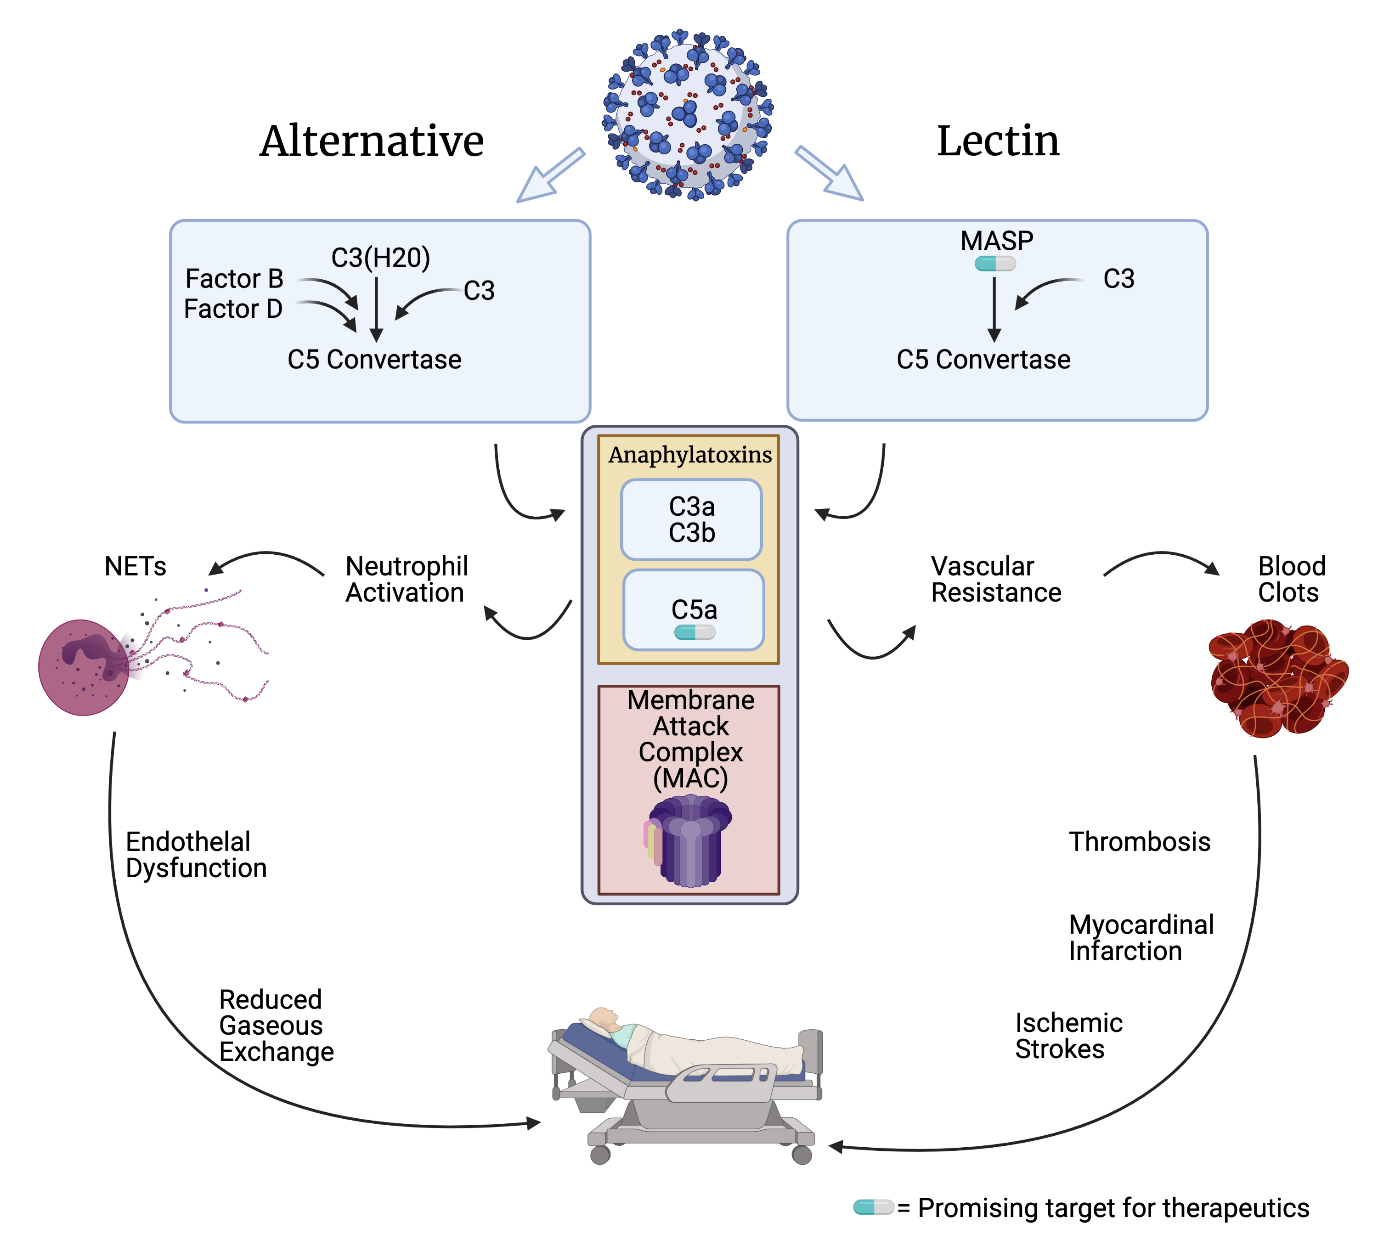 Alternative
Lectin
C3(H20)
Factor B
Factor D
C3
C5 Convertase
MASP
C3
C5 Convertase
Anaphylatoxins
C3a
C3b
C5a
Membrane
Attack
Complex
(MAC)
NETs
Neutrophil
Activation
Vascular
Resistance
Blood
Clots
Endothelal
Dysfunction
Reduced
Gaseous
Exchange
Thrombosis
Myocardinal
Infarction
Ischemic
Strokes
= Promising target for therapeutics